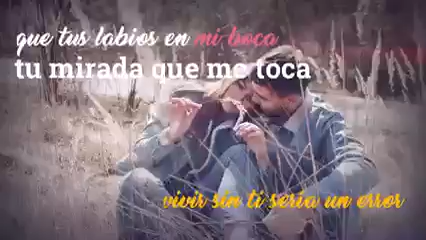 que tus labios en mi boca
tu mirada que me toca
vivir sin ti sería un error